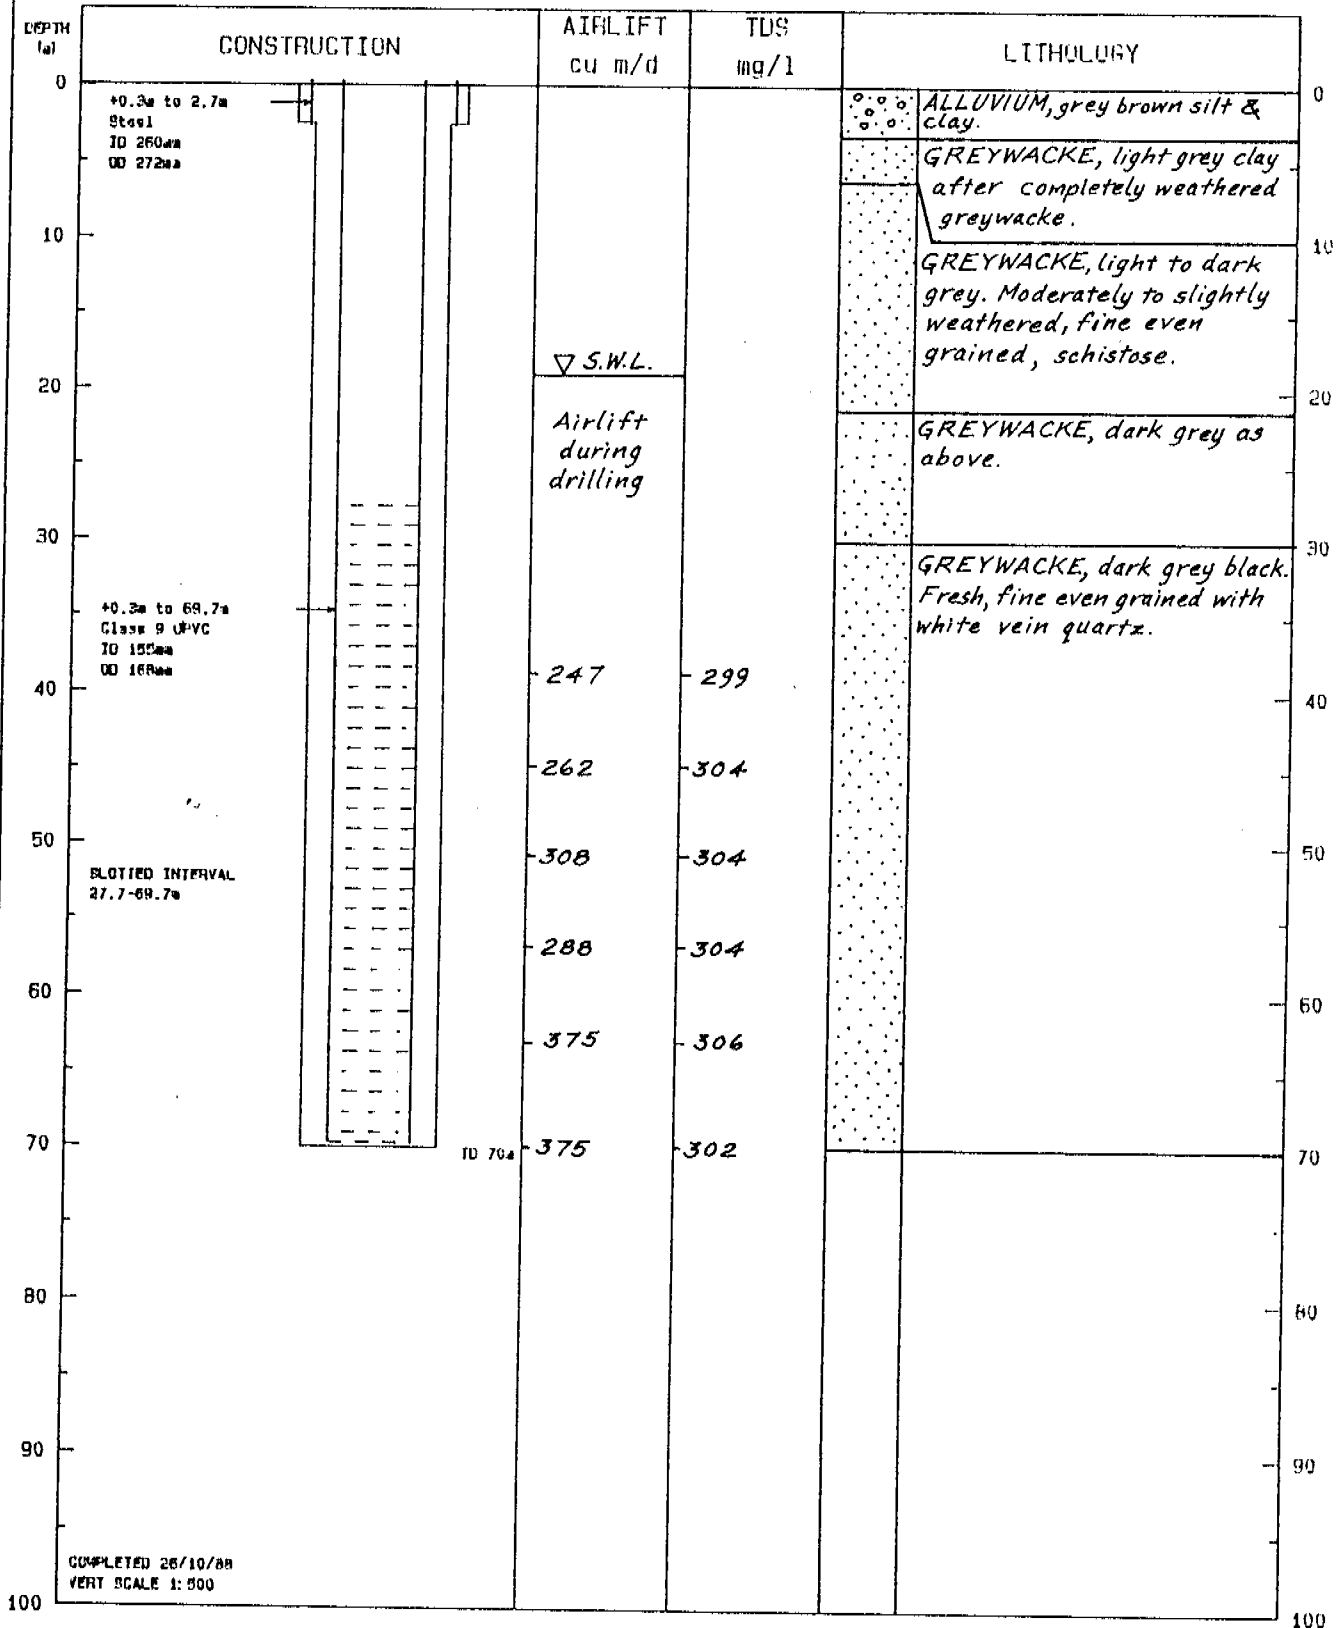 DEPTH
(m)
CONSTRUCTION
AIRLIFT
cu m/d
TDS
mg/l
LITHOLOGY
0
10
20
30
40
50
60
70
80
90
100
+0.3m to 2.7m
Steel
ID 260mm
OD 272mm
+0.3m to 69.7m
Class 9 UPVC
ID 155mm
OD 168mm
SLOTTED INTERVAL
27.7-69.7m
TD 70m
COMPLETED 26/10/88
VERT SCALE 1:500
S.W.L.
Airlift
during
drilling
247
262
308
288
375
375
299
304
304
304
306
302
ALLUVIUM, grey brown silt &
clay.
GREYWACKE, light grey clay
after completely weathered
greywacke.
GREYWACKE, light to dark
grey. Moderately to slightly
weathered, fine even
grained, schistose.
GREYWACKE, dark grey as
above.
GREYWACKE, dark grey black.
Fresh, fine even grained with
white vein quartz.
0
10
20
30
40
50
60
70
80
90
100